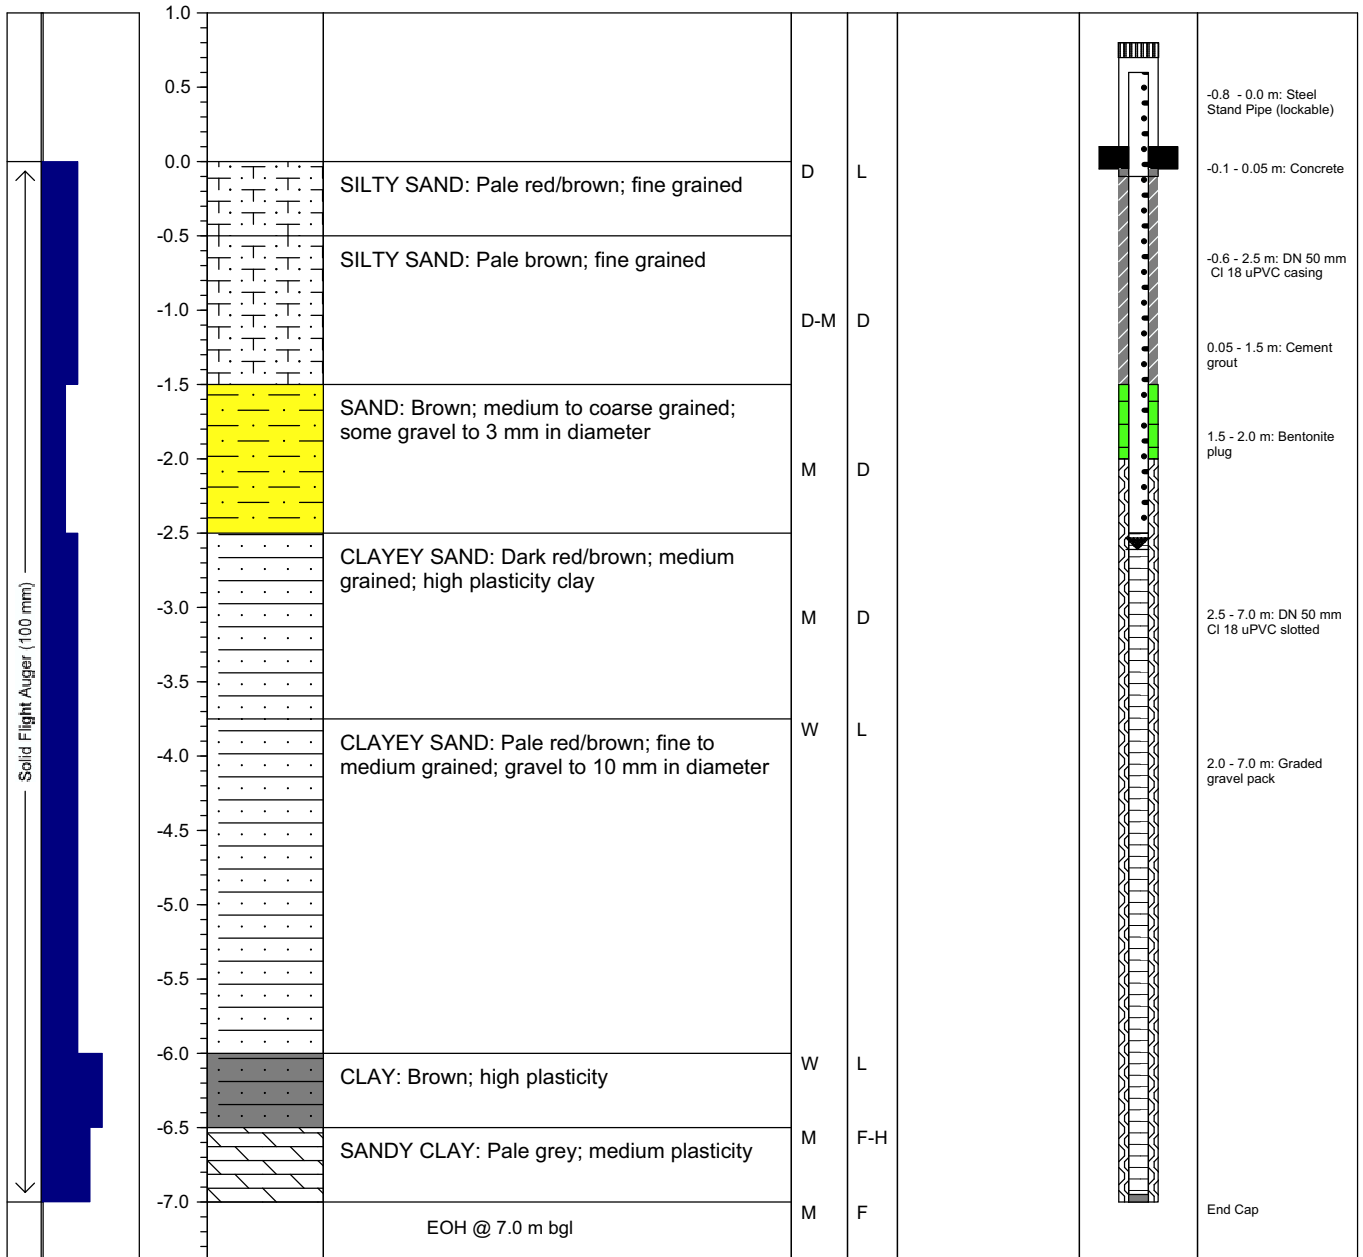 1.0
0.5
-0.8 - 0.0 m: Steel
Stand Pipe (lockable)
0.0
D L
-0.1 - 0.05 m: Concrete
SILTY SAND: Pale red/brown; fine grained
-0.5
SILTY SAND: Pale brown; fine grained
-0.6 - 2.5 m: DN 50 mm
Cl 18 uPVC casing
-1.0
D-M D
0.05 - 1.5 m: Cement
grout
-1.5
SAND: Brown; medium to coarse grained;
some gravel to 3 mm in diameter
1.5 - 2.0 m: Bentonite
plug
-2.0
M D
-2.5
CLAYEY SAND: Dark red/brown; medium
grained; high plasticity clay
-3.0
M D
2.5 - 7.0 m: DN 50 mm
Cl 18 uPVC slotted
Solid Flight Auger (100 mm)
-3.5
W L
CLAYEY SAND: Pale red/brown; fine to
medium grained; gravel to 10 mm in diameter
-4.0
2.0 - 7.0 m: Graded
gravel pack
-4.5
-5.0
-5.5
-6.0
W L
CLAY: Brown; high plasticity
-6.5
M F-H
SANDY CLAY: Pale grey; medium plasticity
-7.0
M F
End Cap
EOH @ 7.0 m bgl